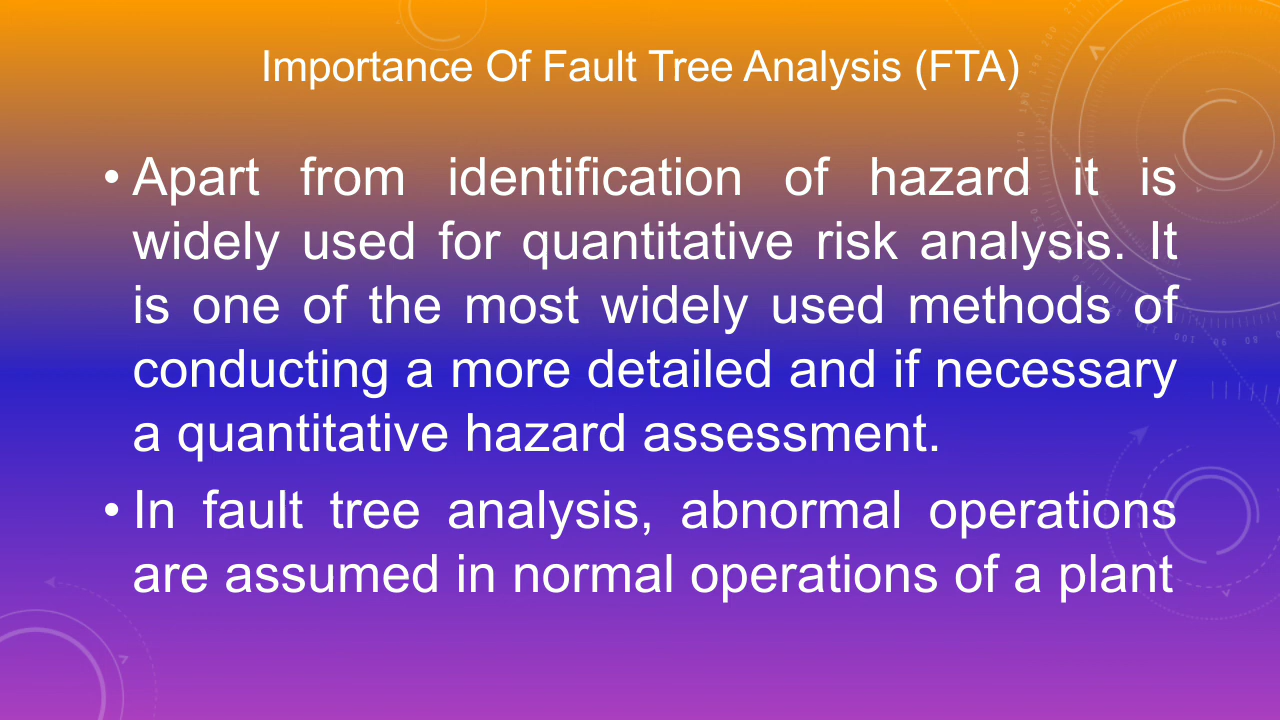 Importance Of Fault Tree Analysis (FTA)
• Apart from identification of hazard it is
widely used for quantitative risk analysis. It
is one of the most widely used methods of
conducting a more detailed and if necessary
a quantitative hazard assessment.
• In fault tree analysis, abnormal operations
are assumed in normal operations of a plant